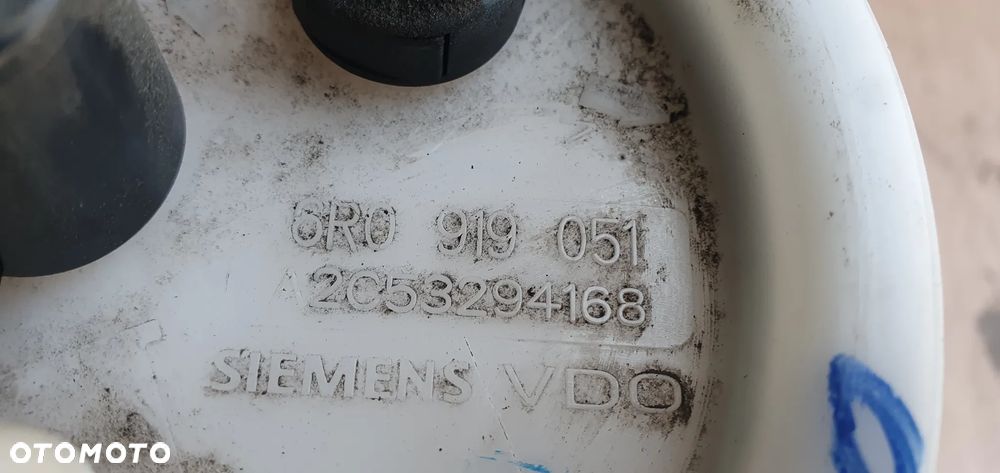 6R0 919 051
A2C53294168
SIEMENS VDO
OTOMOTO